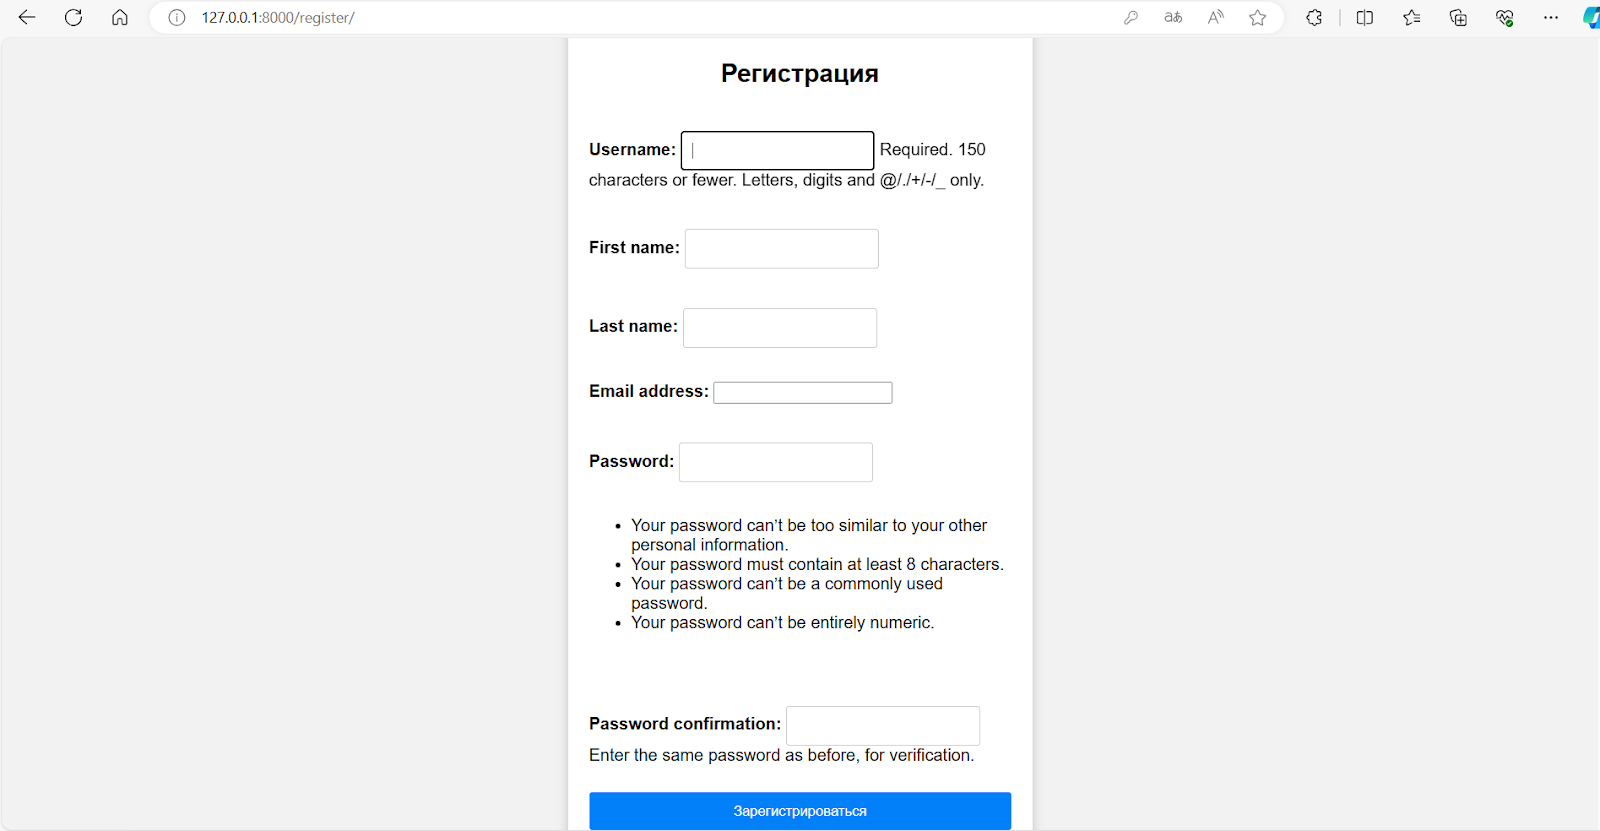 127.0.0.1:8000/register/
Регистрация
Username: Required. 150
characters or fewer. Letters, digits and @/./+/-/_ only.
First name:
Last name:
Email address:
Password:
Your password can’t be too similar to your other
personal information.
Your password must contain at least 8 characters.
Your password can’t be a commonly used
password.
Your password can’t be entirely numeric.
Password confirmation:
Enter the same password as before, for verification.
Зарегистрироваться